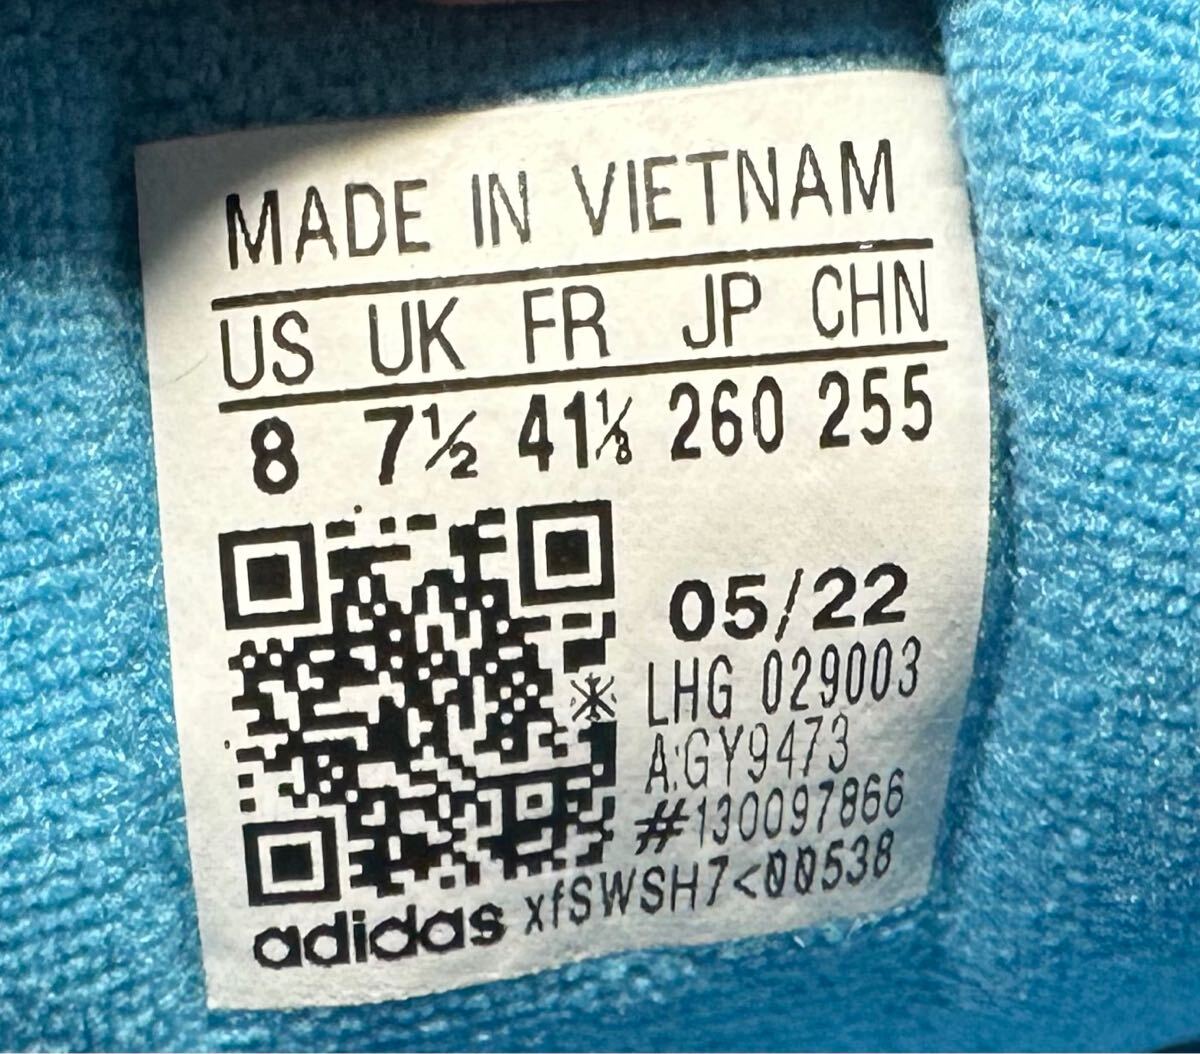 MADE IN VIETNAM
US UK FR JP CHN
8 7½ 41⅓ 260 255
05/22
LHG 029003
A:GY9473
#130097866
adidas xfSWSH7<00538